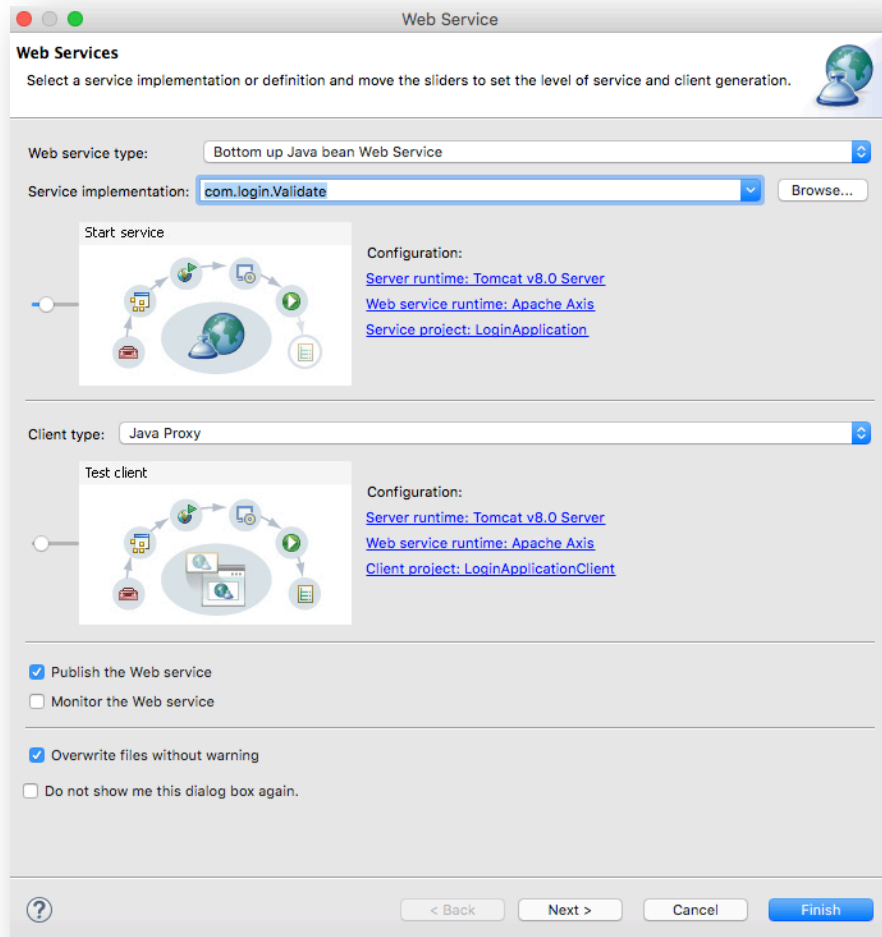 Web Service
Web Services
Select a service implementation or definition and move the sliders to set the level of service and client generation.
Web service type: Bottom up Java bean Web Service
Service implementation: com.login.Validate Browse...
Start service
Configuration:
Server runtime: Tomcat v8.0 Server
Web service runtime: Apache Axis
Service project: LoginApplication
Client type: Java Proxy
Test client
Configuration:
Server runtime: Tomcat v8.0 Server
Web service runtime: Apache Axis
Client project: LoginApplicationClient
Publish the Web service
Monitor the Web service
Overwrite files without warning
Do not show me this dialog box again.
? < Back Next > Cancel Finish